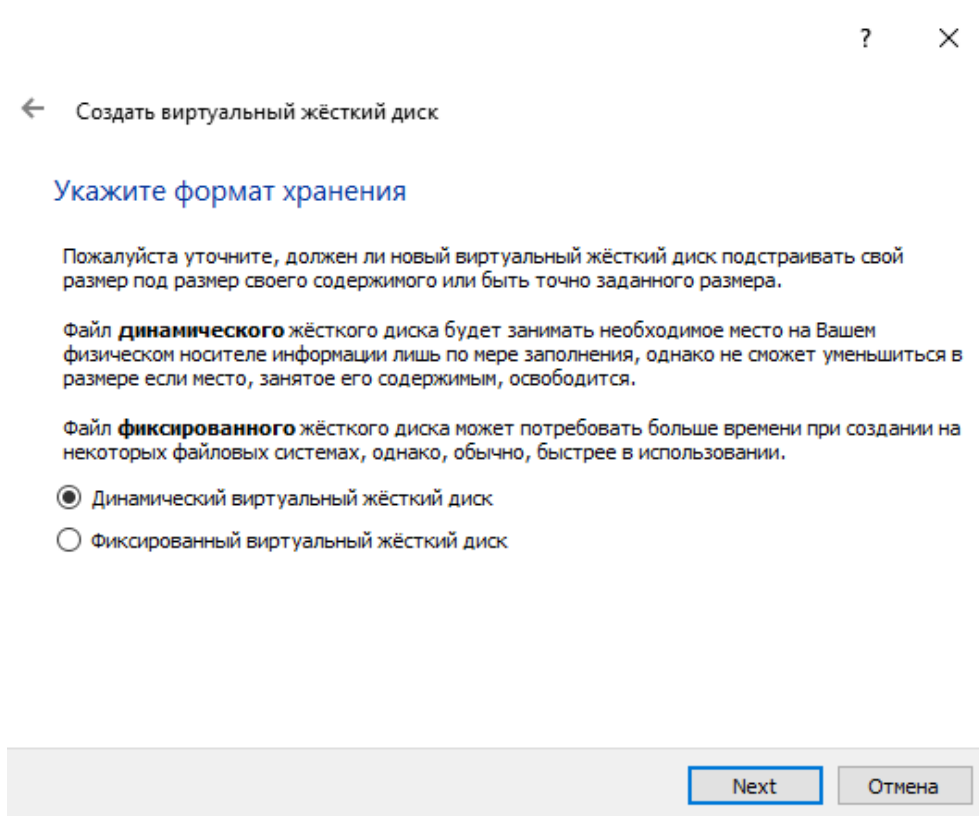 ?
Создать виртуальный жёсткий диск
Укажите формат хранения
Пожалуйста уточните, должен ли новый виртуальный жёсткий диск подстраивать свой
размер под размер своего содержимого или быть точно заданного размера.
Файл динамического жёсткого диска будет занимать необходимое место на Вашем
физическом носителе информации лишь по мере заполнения, однако не сможет уменьшиться в
размере если место, занятое его содержимым, освободится.
Файл фиксированного жёсткого диска может потребовать больше времени при создании на
некоторых файловых системах, однако, обычно, быстрее в использовании.
Динамический виртуальный жёсткий диск
Фиксированный виртуальный жёсткий диск
Next Отмена